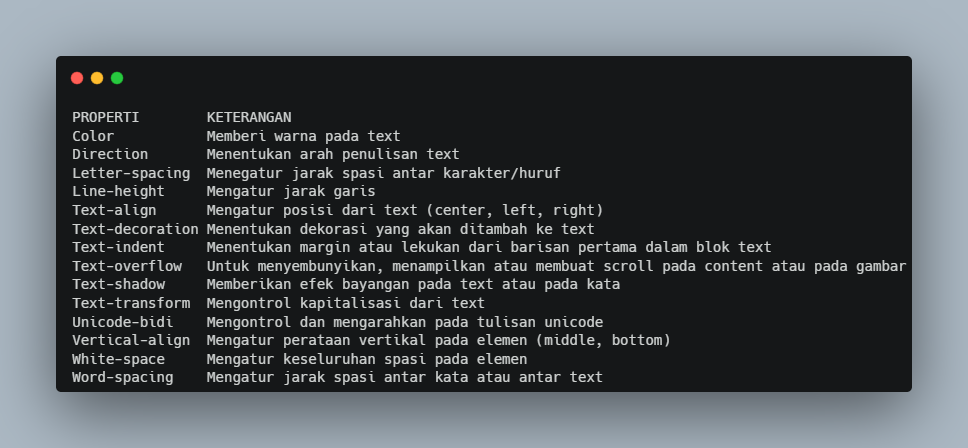 PROPERTI KETERANGAN
Color Memberi warna pada text
Direction Menentukan arah penulisan text
Letter-spacing Menegatur jarak spasi antar karakter/huruf
Line-height Mengatur jarak garis
Text-align Mengatur posisi dari text (center, left, right)
Text-decoration Menentukan dekorasi yang akan ditambah ke text
Text-indent Menentukan margin atau lekukan dari barisan pertama dalam blok text
Text-overflow Untuk menyembunyikan, menampilkan atau membuat scroll pada content atau pada gambar
Text-shadow Memberikan efek bayangan pada text atau pada kata
Text-transform Mengontrol kapitalisasi dari text
Unicode-bidi Mengontrol dan mengarahkan pada tulisan unicode
Vertical-align Mengatur perataan vertikal pada elemen (middle, bottom)
White-space Mengatur keseluruhan spasi pada elemen
Word-spacing Mengatur jarak spasi antar kata atau antar text